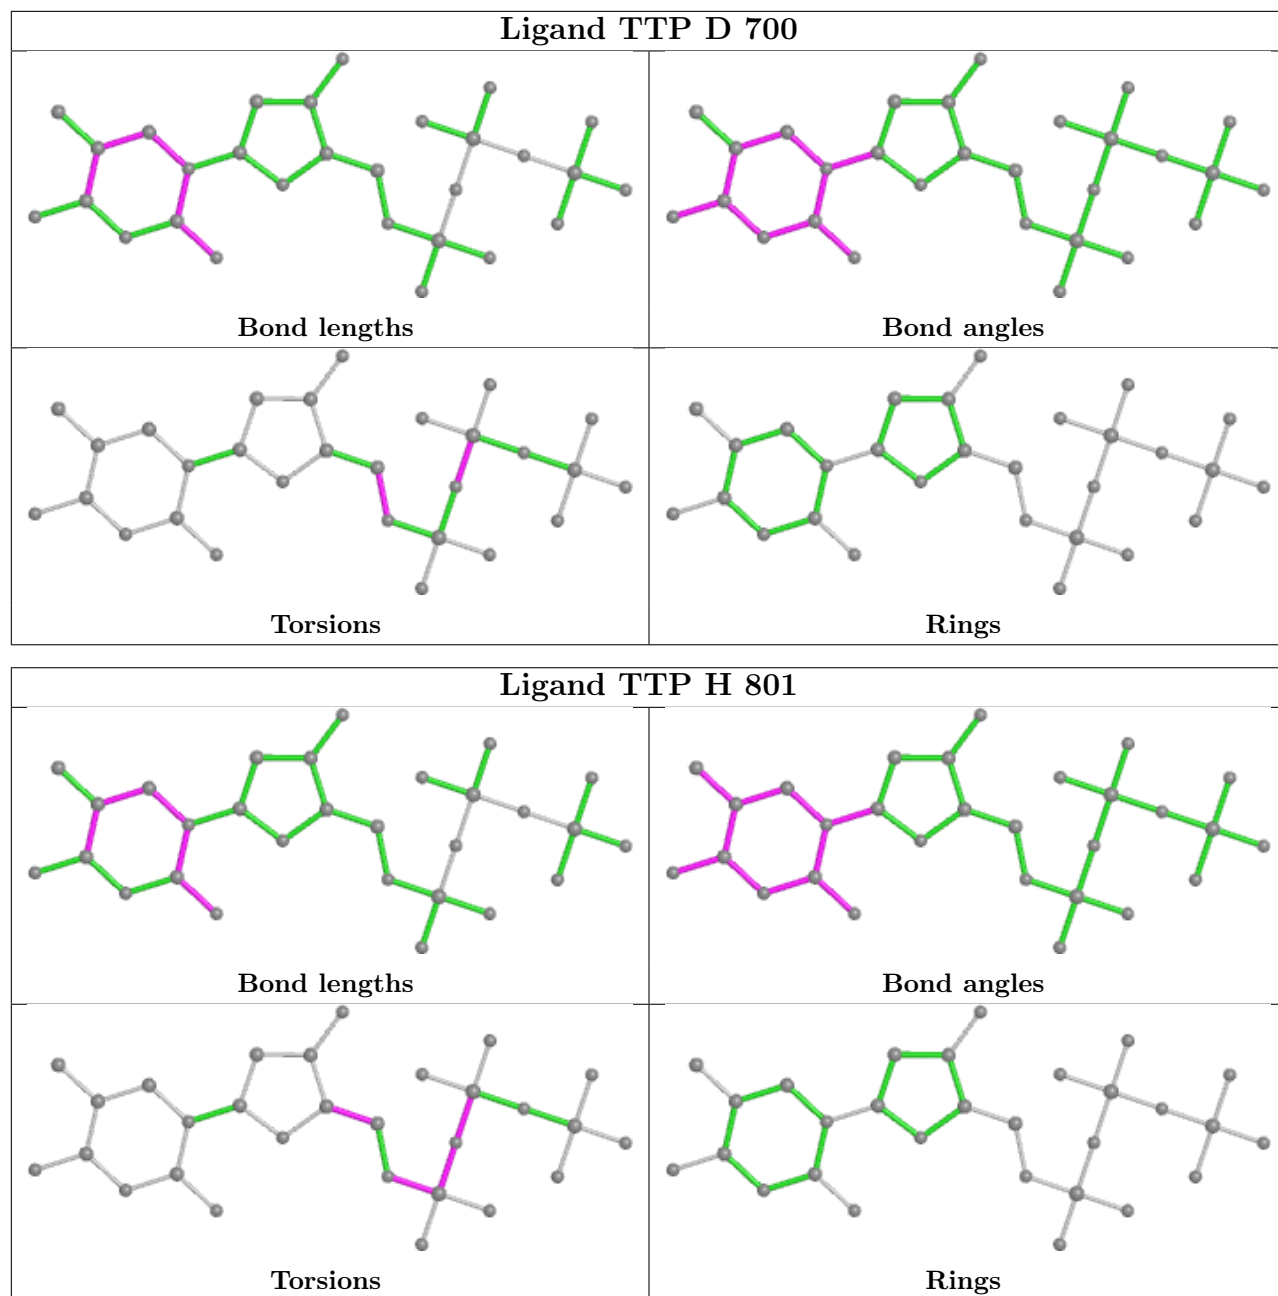 Ligand TTP D 700
Bond lengths
Bond angles
Torsions
Rings
Ligand TTP H 801
Bond lengths
Bond angles
Torsions
Rings